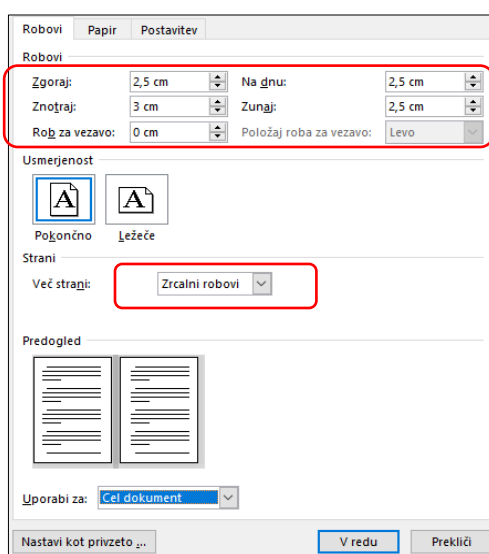 Robovi Papir Postavitev
Robovi
Zgoraj: 2,5 cm Na dnu: 2,5 cm
Znotraj: 3 cm Zunaj: 2,5 cm
Rob za vezavo: 0 cm Položaj roba za vezavo: Levo
Usmerjenost
A A
Pokončno Ležeče
Strani
Več strani: Zrcalni robovi
Predogled
Uporabi za: Cel dokument
Nastavi kot privzeto ... V redu Prekliči